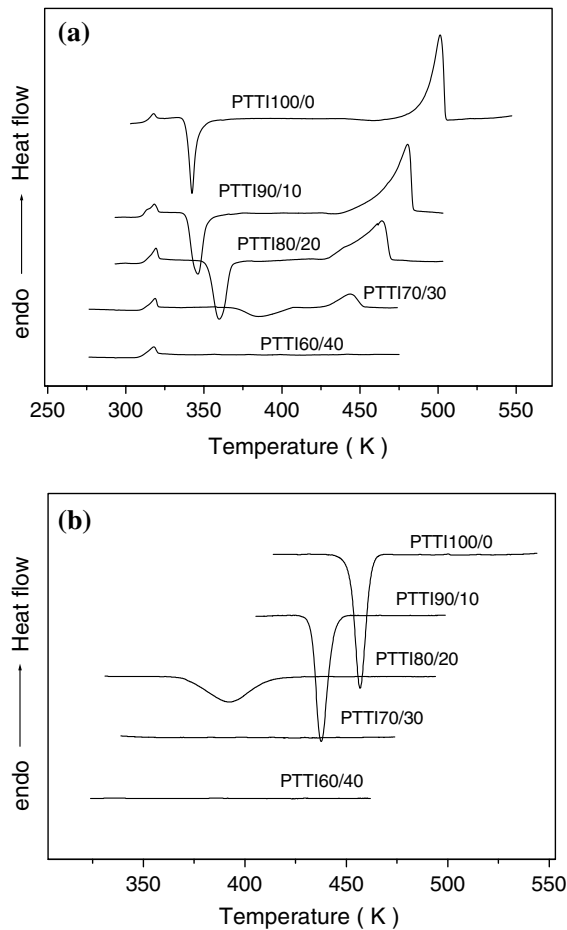 (a)
PTTI100/0
PTTI90/10
PTTI80/20
PTTI70/30
PTTI60/40
endo
Heat flow
250 300 350 400 450 500 550
Temperature ( K )
(b)
PTTI100/0
PTTI90/10
PTTI80/20
PTTI70/30
PTTI60/40
endo
Heat flow
350 400 450 500 550
Temperature ( K )